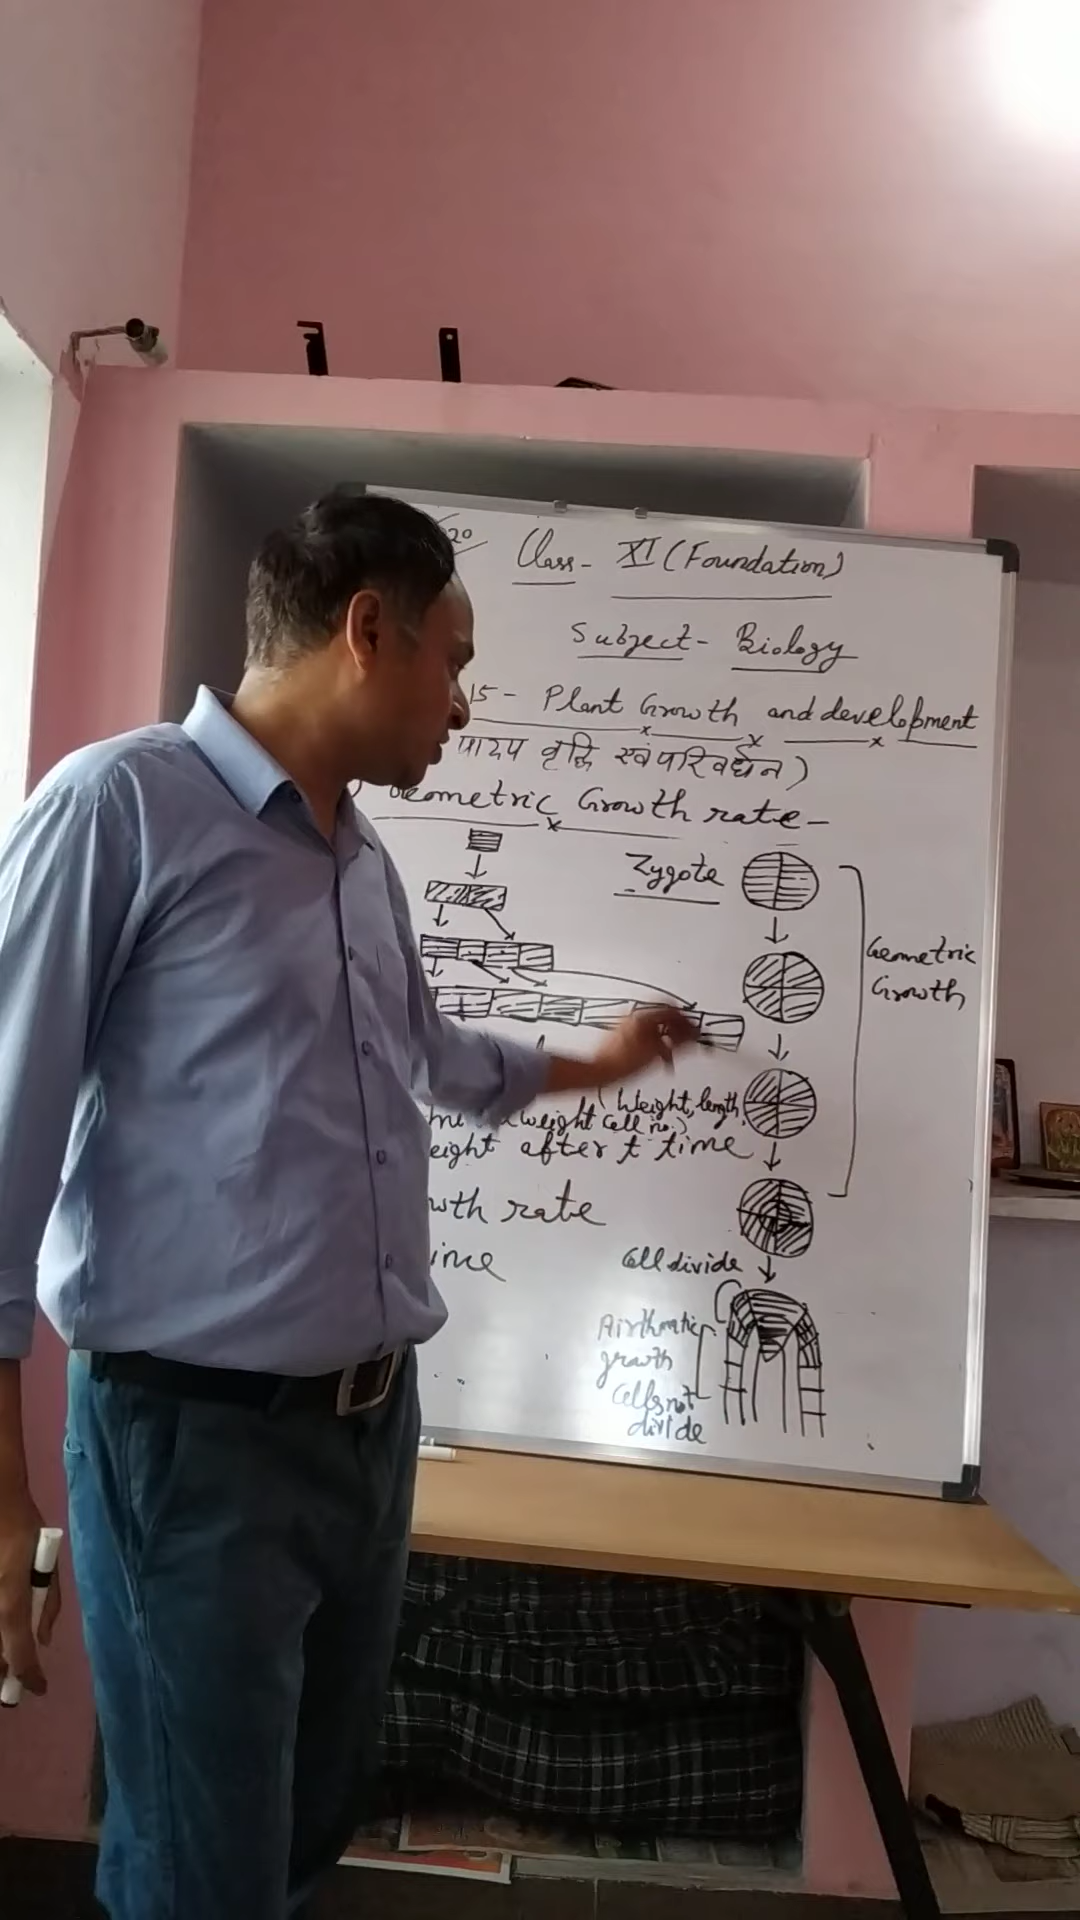 20
Class- XI (Foundation)
Subject- Biology
15- Plant Growth and development
पादप वृद्धि एवं परिवर्धन)
Geometric Growth rate-
Zygote
Geometric
Growth
(Weight, length,
weight cell no.)
eight after t time
wth rate
ime
Cell divide
Airthmatic
growth
Cells not
divide